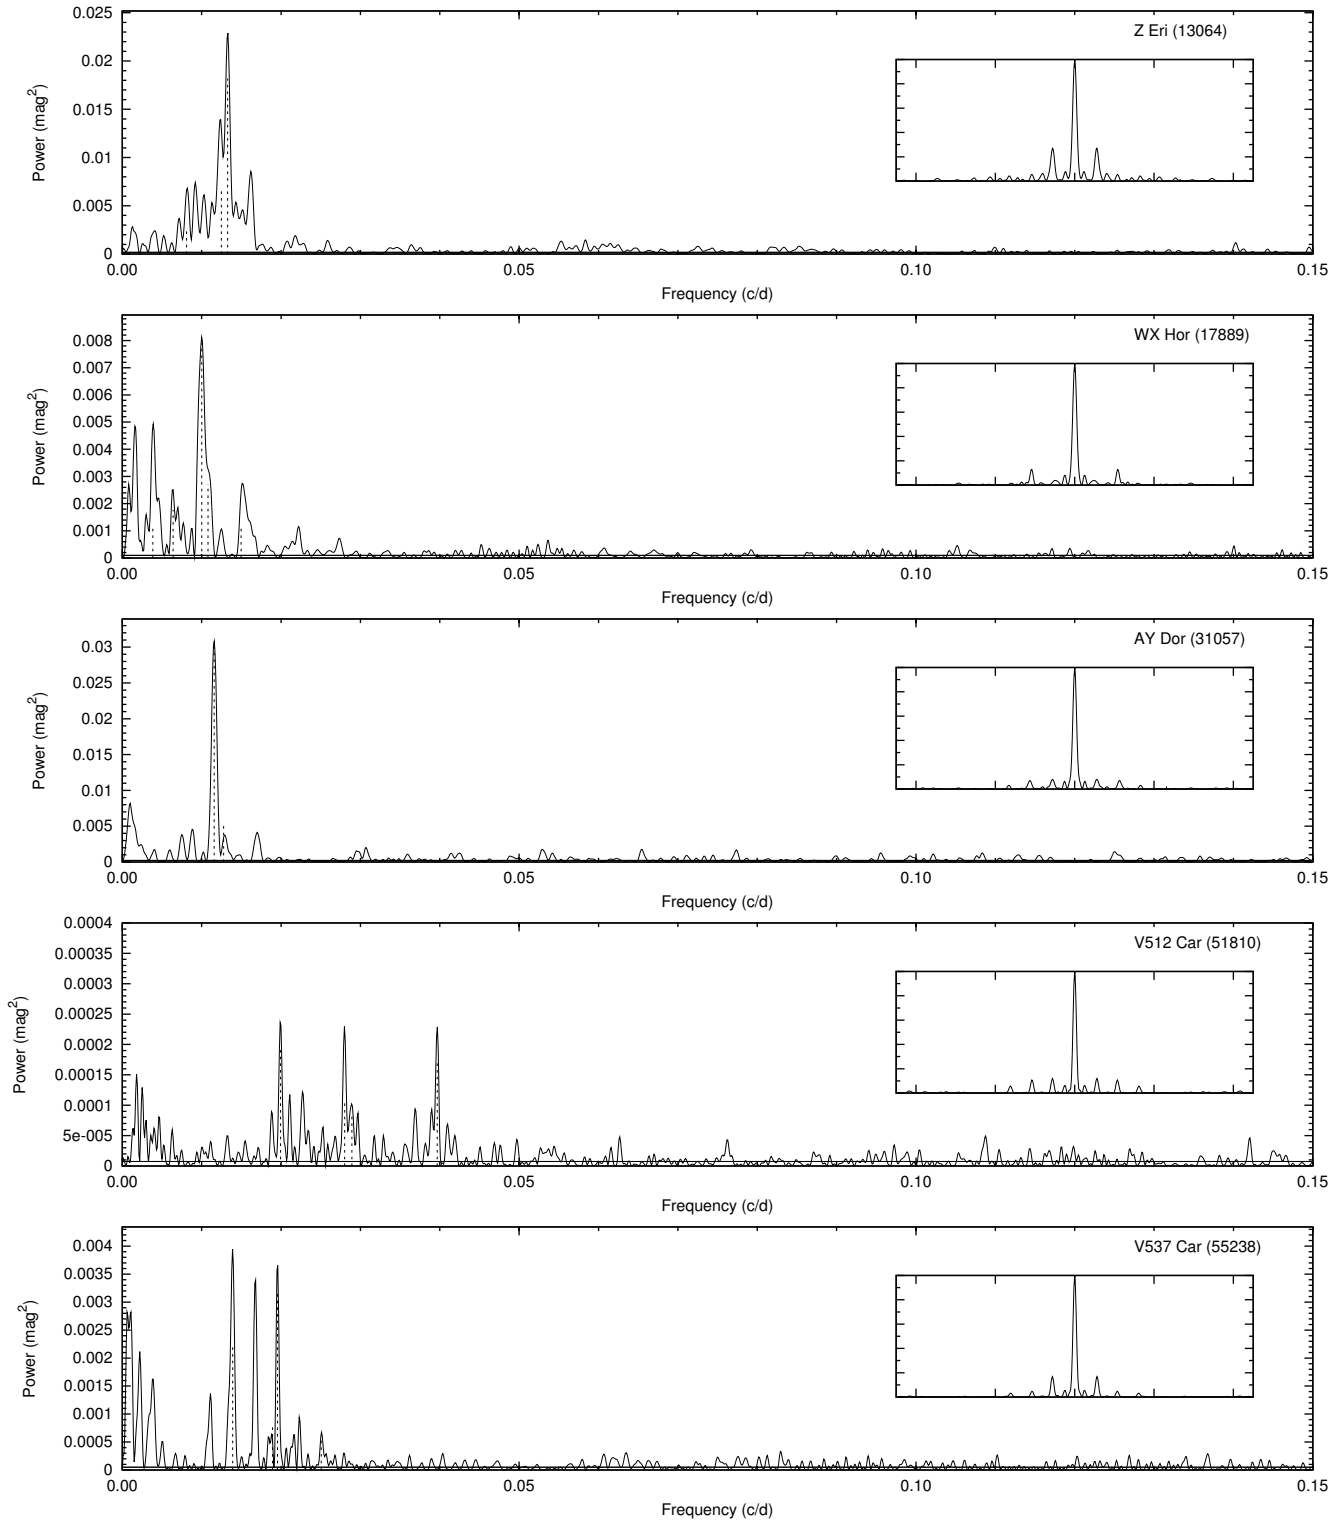 Z Eri (13064)
Power (mag²)
0.025
0.02
0.015
0.01
0.005
0
0.00 0.05 0.10 0.15
Frequency (c/d)
WX Hor (17889)
Power (mag²)
0.008
0.007
0.006
0.005
0.004
0.003
0.002
0.001
0
0.00 0.05 0.10 0.15
Frequency (c/d)
AY Dor (31057)
Power (mag²)
0.03
0.025
0.02
0.015
0.01
0.005
0
0.00 0.05 0.10 0.15
Frequency (c/d)
V512 Car (51810)
Power (mag²)
0.0004
0.00035
0.0003
0.00025
0.0002
0.00015
0.0001
5e-005
0
0.00 0.05 0.10 0.15
Frequency (c/d)
V537 Car (55238)
Power (mag²)
0.004
0.0035
0.003
0.0025
0.002
0.0015
0.001
0.0005
0
0.00 0.05 0.10 0.15
Frequency (c/d)